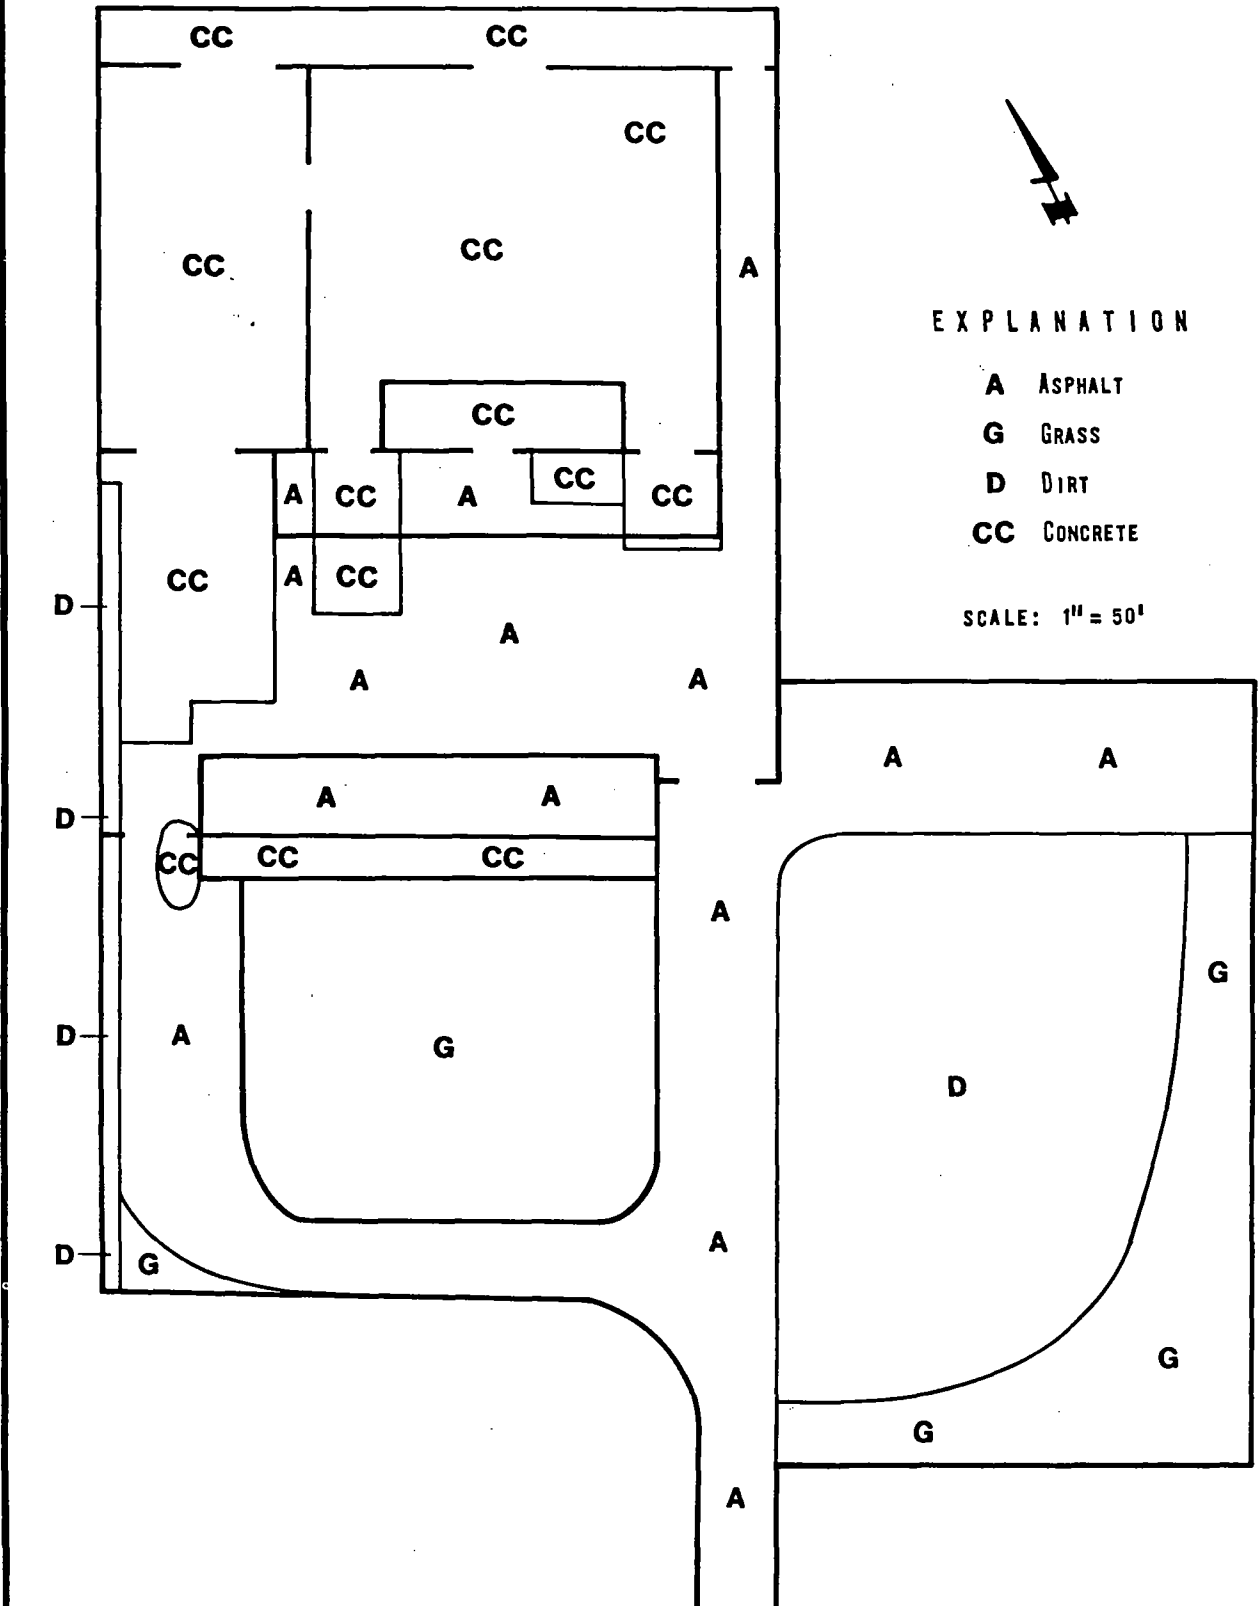 CC CC
CC
CC CC A
EXPLANATION
A ASPHALT
CC
G GRASS
CC
D DIRT
A CC A CC
CC CONCRETE
D CC A CC
SCALE: 1" = 50'
A
A A
A A
A A
D
CC CC CC
A
G
D A G
D
A
D G
G
G
A